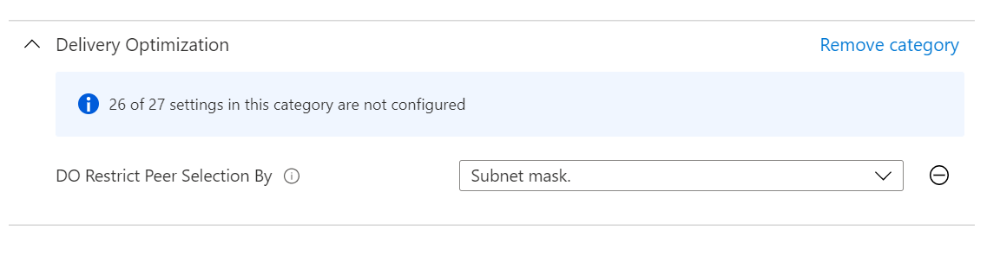 Delivery Optimization
Remove category
26 of 27 settings in this category are not configured
DO Restrict Peer Selection By
Subnet mask.